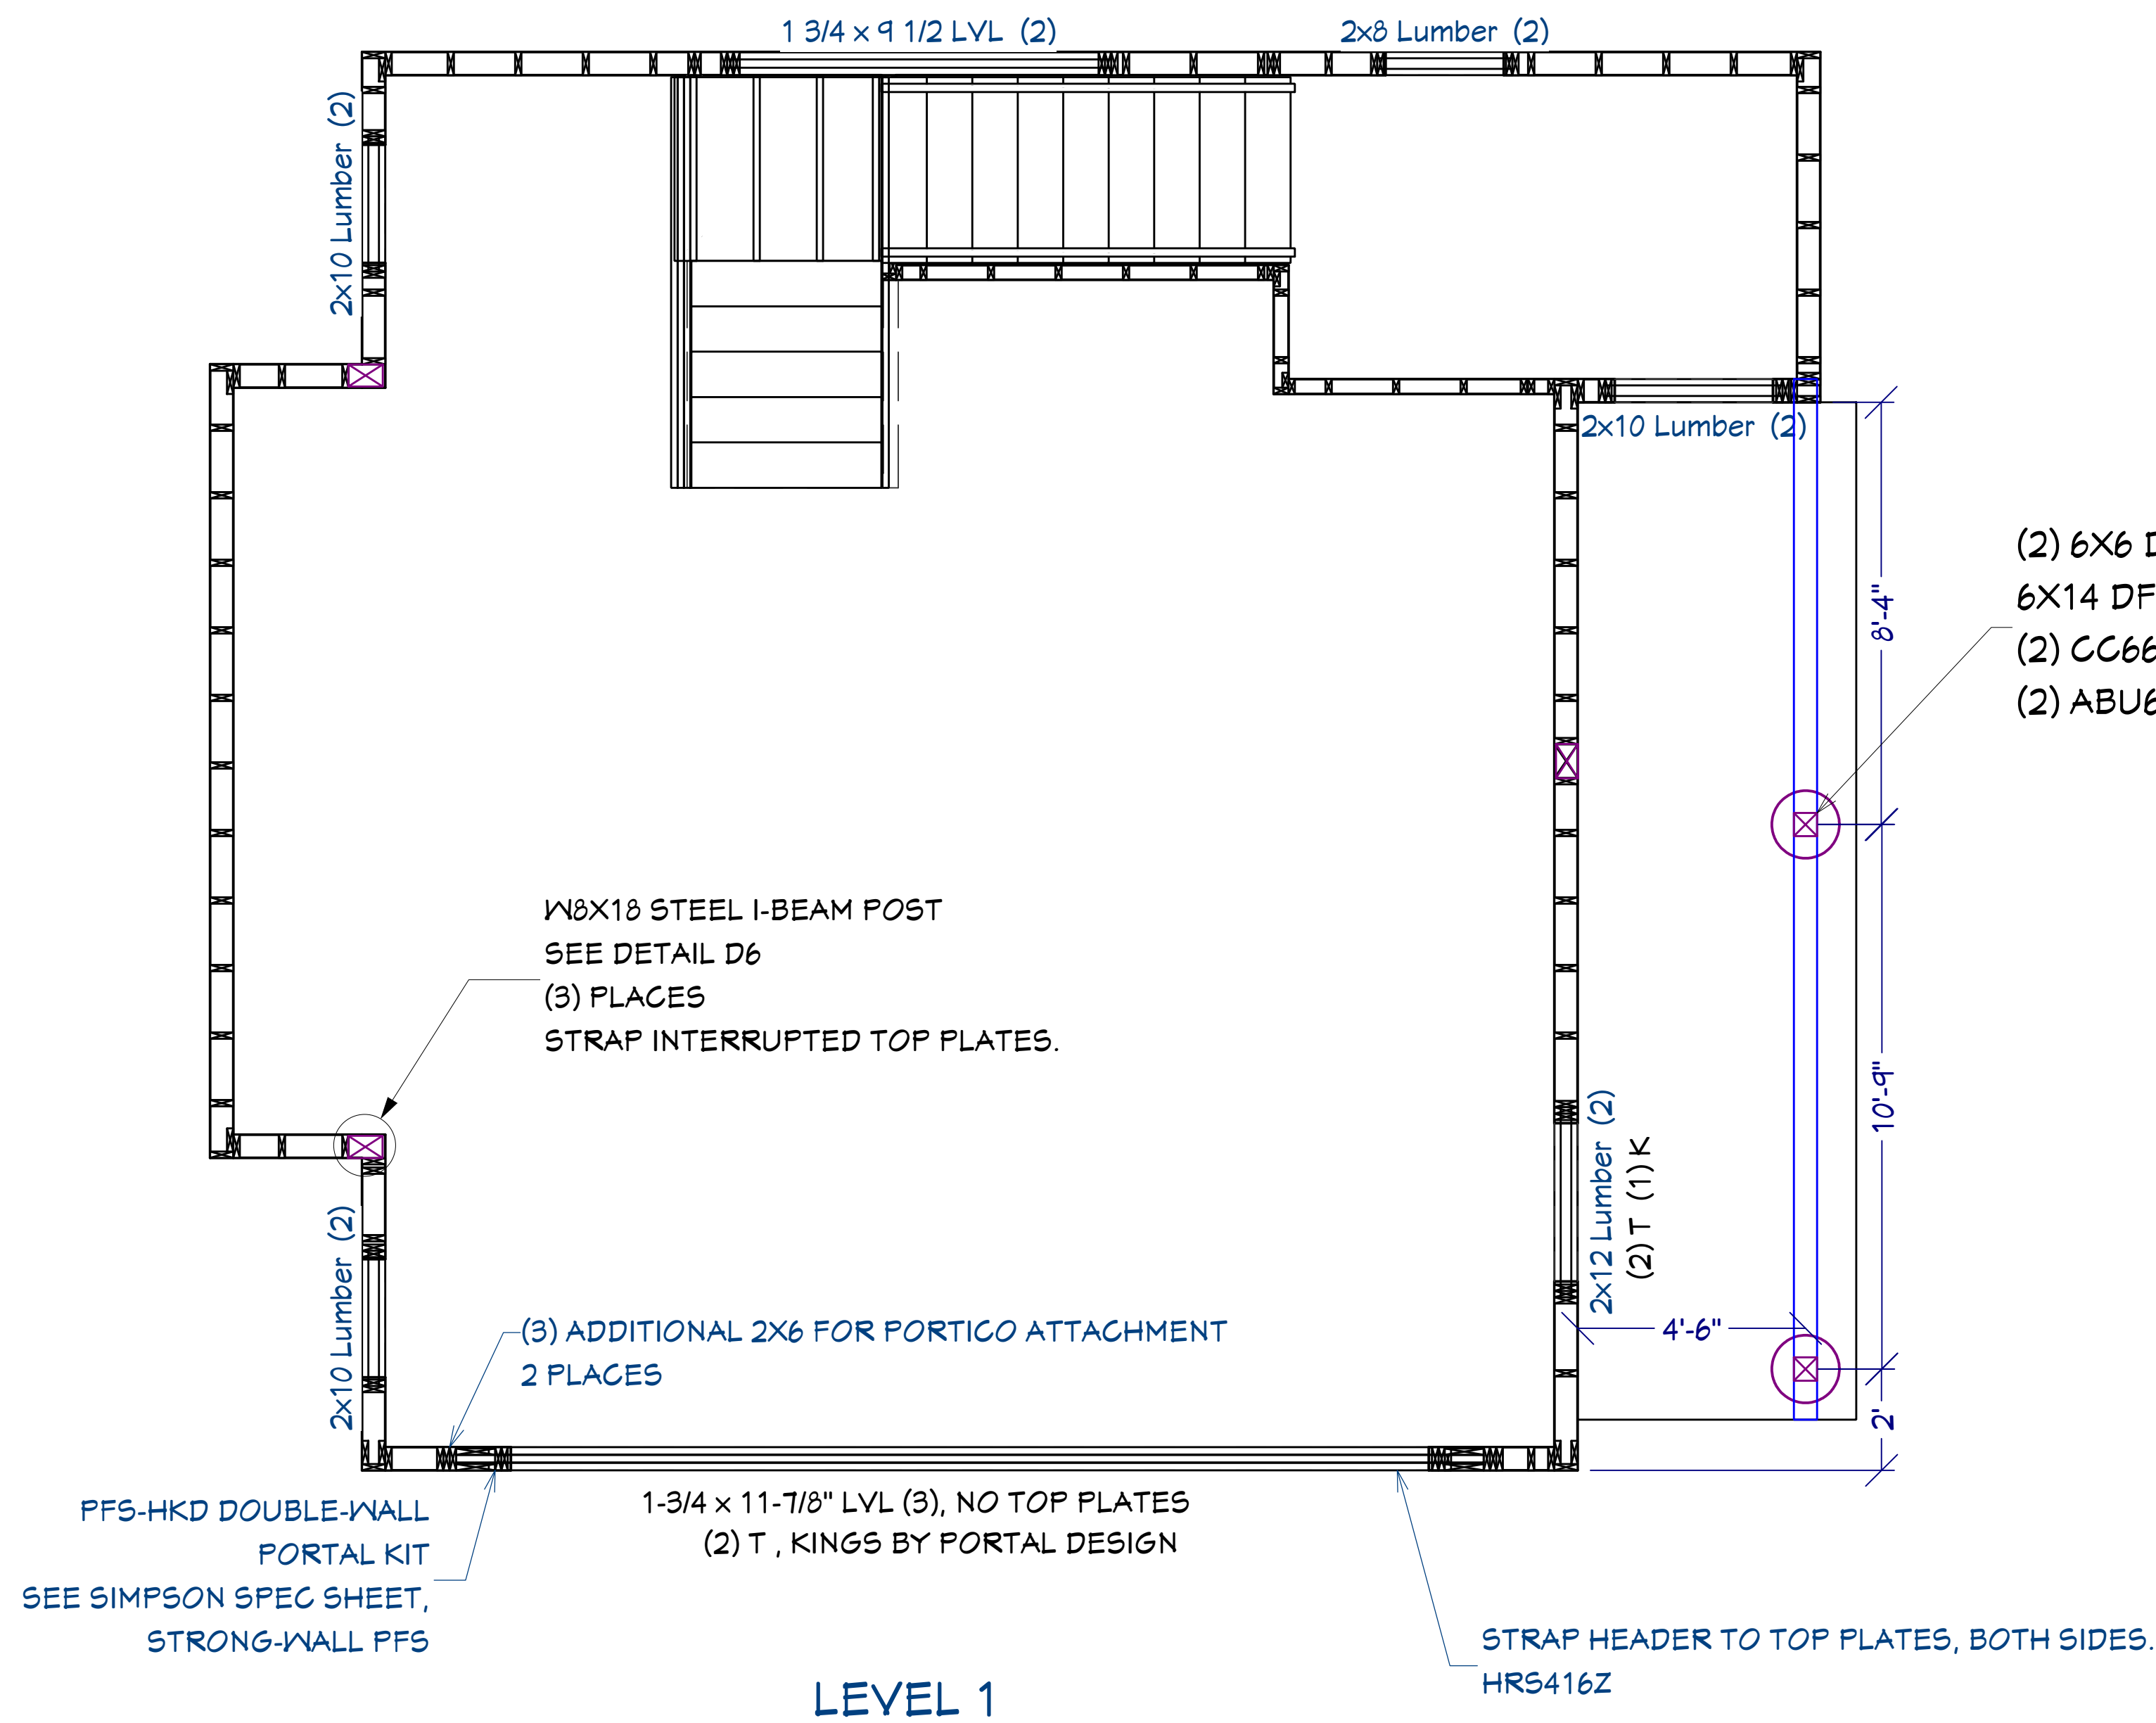 1 3/4 x 9 1/2 LVL (2)
2x8 Lumber (2)
2x10 Lumber (2)
2x10 Lumber (2)
(2) 6X6
6X14 DF
(2) CC66
(2)
8'-4"
W8X18 STEEL I-BEAM POST
SEE DETAIL D6
(3) PLACES
STRAP INTERRUPTED TOP PLATES.
10'-9"
2x12 Lumber (2)
(2) T (1) K
2x10 Lumber (2)
4'-6"
(3) ADDITIONAL 2X6 FOR PORTICO ATTACHMENT
2 PLACES
2'
1-3/4 x 11-7/8" LVL (3), NO TOP PLATES
(2) T , KINGS BY PORTAL DESIGN
PFS-HKD DOUBLE-WALL
PORTAL KIT
SEE SIMPSON SPEC SHEET,
STRONG-WALL PFS
STRAP HEADER TO TOP PLATES, BOTH SIDES.
HRS416Z
LEVEL 1